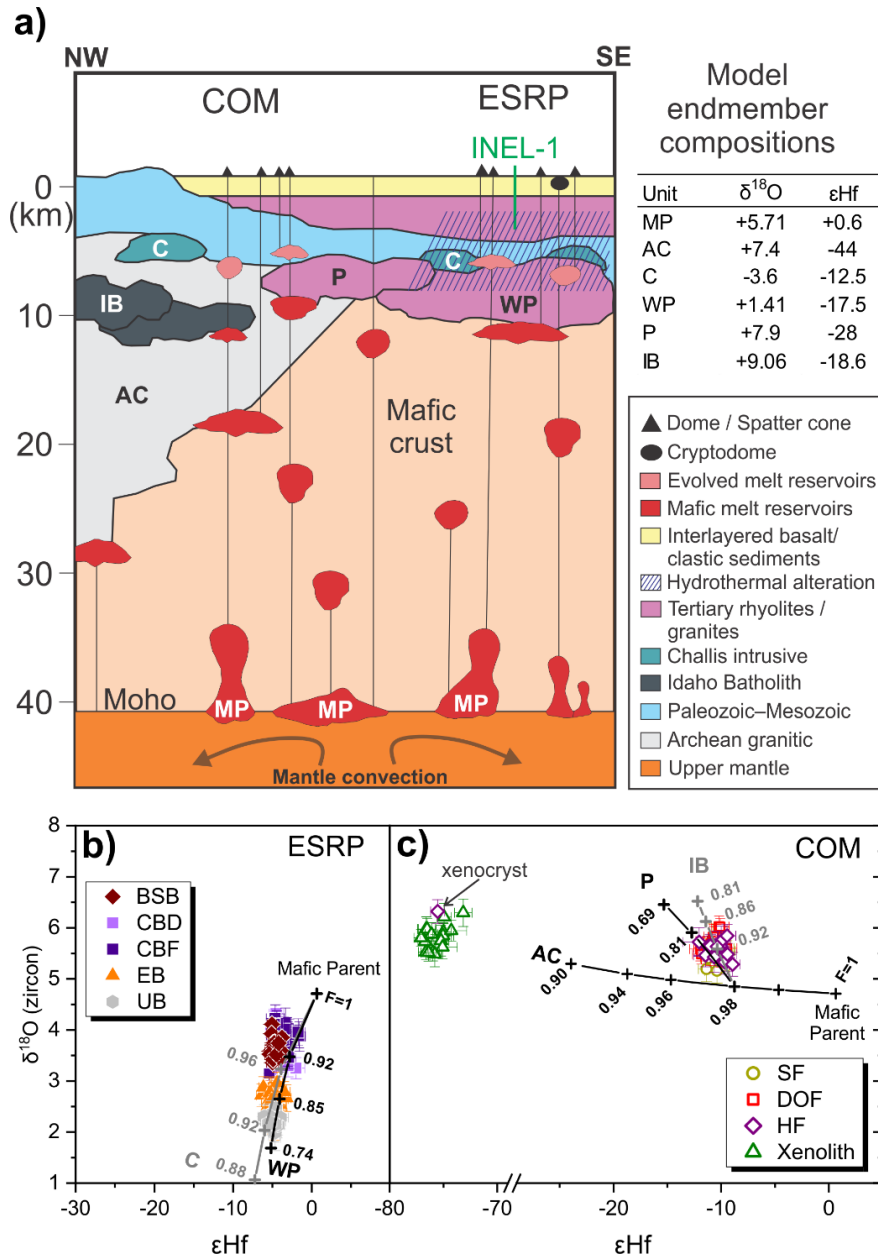 a)
NW
SE
COM
ESRP
INEL-1
0
(km)
10
20
30
40
C
IB
P
C
WP
AC
Mafic
crust
Moho
MP
MP
MP
Mantle convection
Model
endmember
compositions
Unit δ¹⁸O εHf
MP +5.71 +0.6
AC +7.4 -44
C -3.6 -12.5
WP +1.41 -17.5
P +7.9 -28
IB +9.06 -18.6
Dome / Spatter cone
Cryptodome
Evolved melt reservoirs
Mafic melt reservoirs
Interlayered basalt/
clastic sediments
Hydrothermal alteration
Tertiary rhyolites /
granites
Challis intrusive
Idaho Batholith
Paleozoic–Mesozoic
Archean granitic
Upper mantle
b)
ESRP
δ¹⁸O (zircon)
8
7
6
5
4
3
2
1
BSB
CBD
CBF
EB
UB
Mafic Parent
F=1
0.96
0.92
0.85
0.92
0.74
0.88
C
WP
-30 -20 -10 0
εHf
c)
COM
xenocryst
IB
P
0.81
0.69
0.86
0.81
0.92
AC
0.90
0.94
0.96
0.98
F=1
Mafic
Parent
SF
DOF
HF
Xenolith
-80 -70 -20 -10 0
εHf